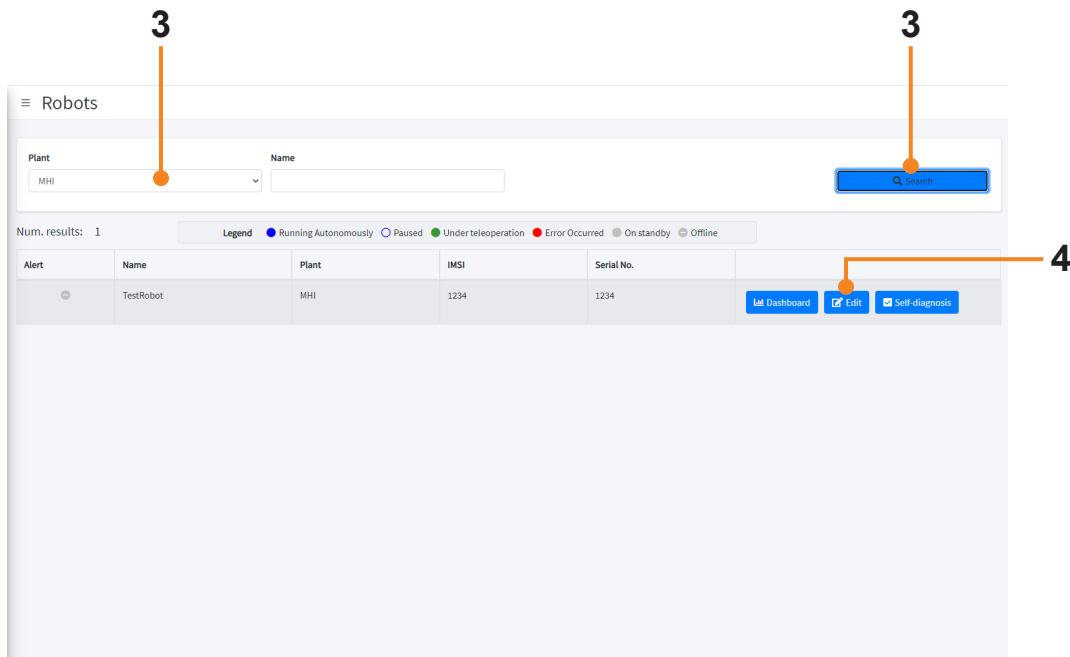 3 3
≡ Robots
Plant Name
MHI
Search
Num. results: 1 Legend Running Autonomously Paused Under teleoperation Error Occurred On standby Offline
4
Alert Name Plant IMSI Serial No.
TestRobot MHI 1234 1234 Dashboard Edit Self-diagnosis